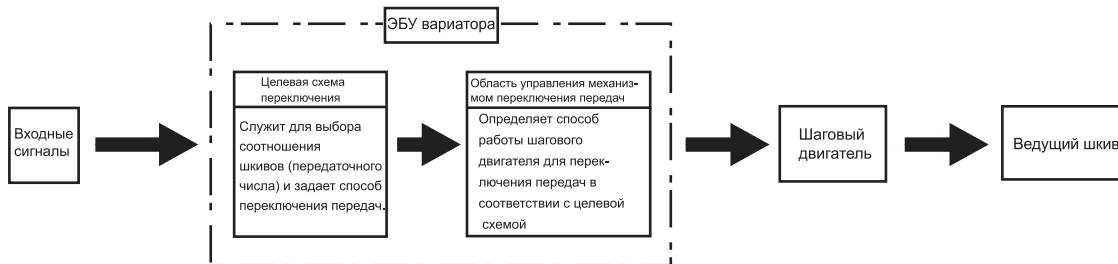 ЭБУ вариатора
Входные
сигналы
Целевая схема
переключения
Служит для выбора
соотношения
шкивов (передаточного
числа) и задает способ
переключения передач.
Область управления механиз-
мом переключения передач
Определяет способ
работы шагового
двигателя для перек-
лючения передач в
соответствии с целевой
схемой
Шаговый
двигатель
Ведущий шкив